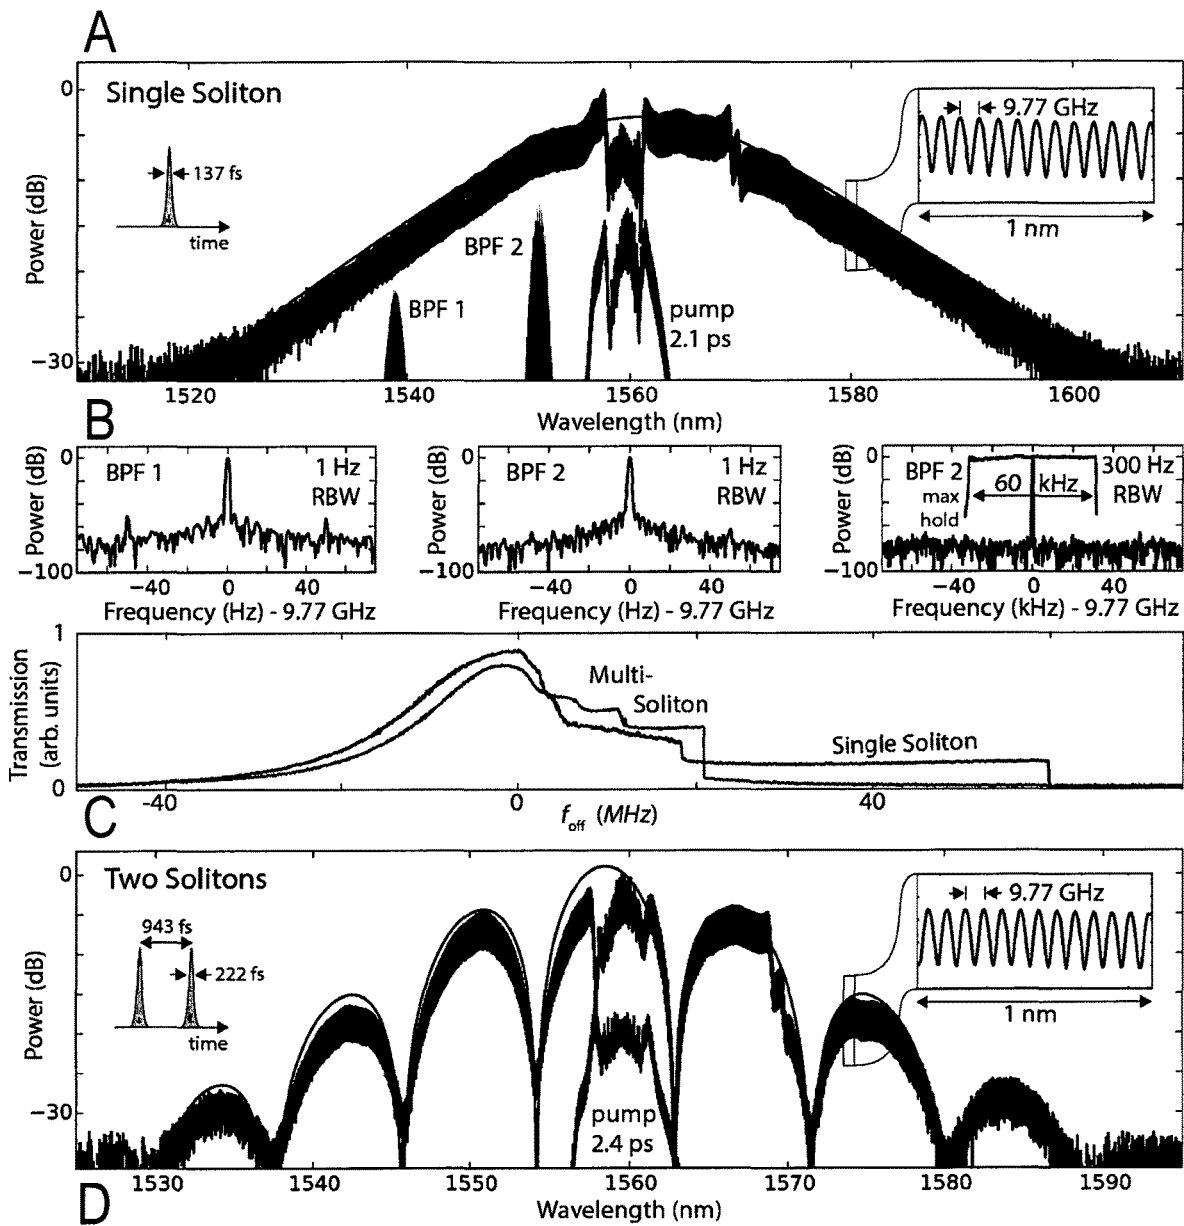 A
Single Soliton
137 fs
time
BPF 1
BPF 2
pump
2.1 ps
9.77 GHz
1 nm
0
−30
Power (dB)
1520
1540
1560
1580
1600
Wavelength (nm)
B
BPF 1
1 Hz
RBW
0
−100
Power (dB)
−40
0
40
Frequency (Hz) - 9.77 GHz
BPF 2
1 Hz
RBW
0
−100
Power (dB)
−40
0
40
Frequency (Hz) - 9.77 GHz
BPF 2
max
hold
60 kHz
300 Hz
RBW
0
−100
Power (dB)
−40
0
40
Frequency (kHz) - 9.77 GHz
1
0
Transmission
(arb. units)
Multi-
Soliton
Single Soliton
-40
0
40
foff (MHz)
C
Two Solitons
943 fs
222 fs
time
pump
2.4 ps
9.77 GHz
1 nm
0
−30
Power (dB)
1530
1540
1550
1560
1570
1580
1590
Wavelength (nm)
D